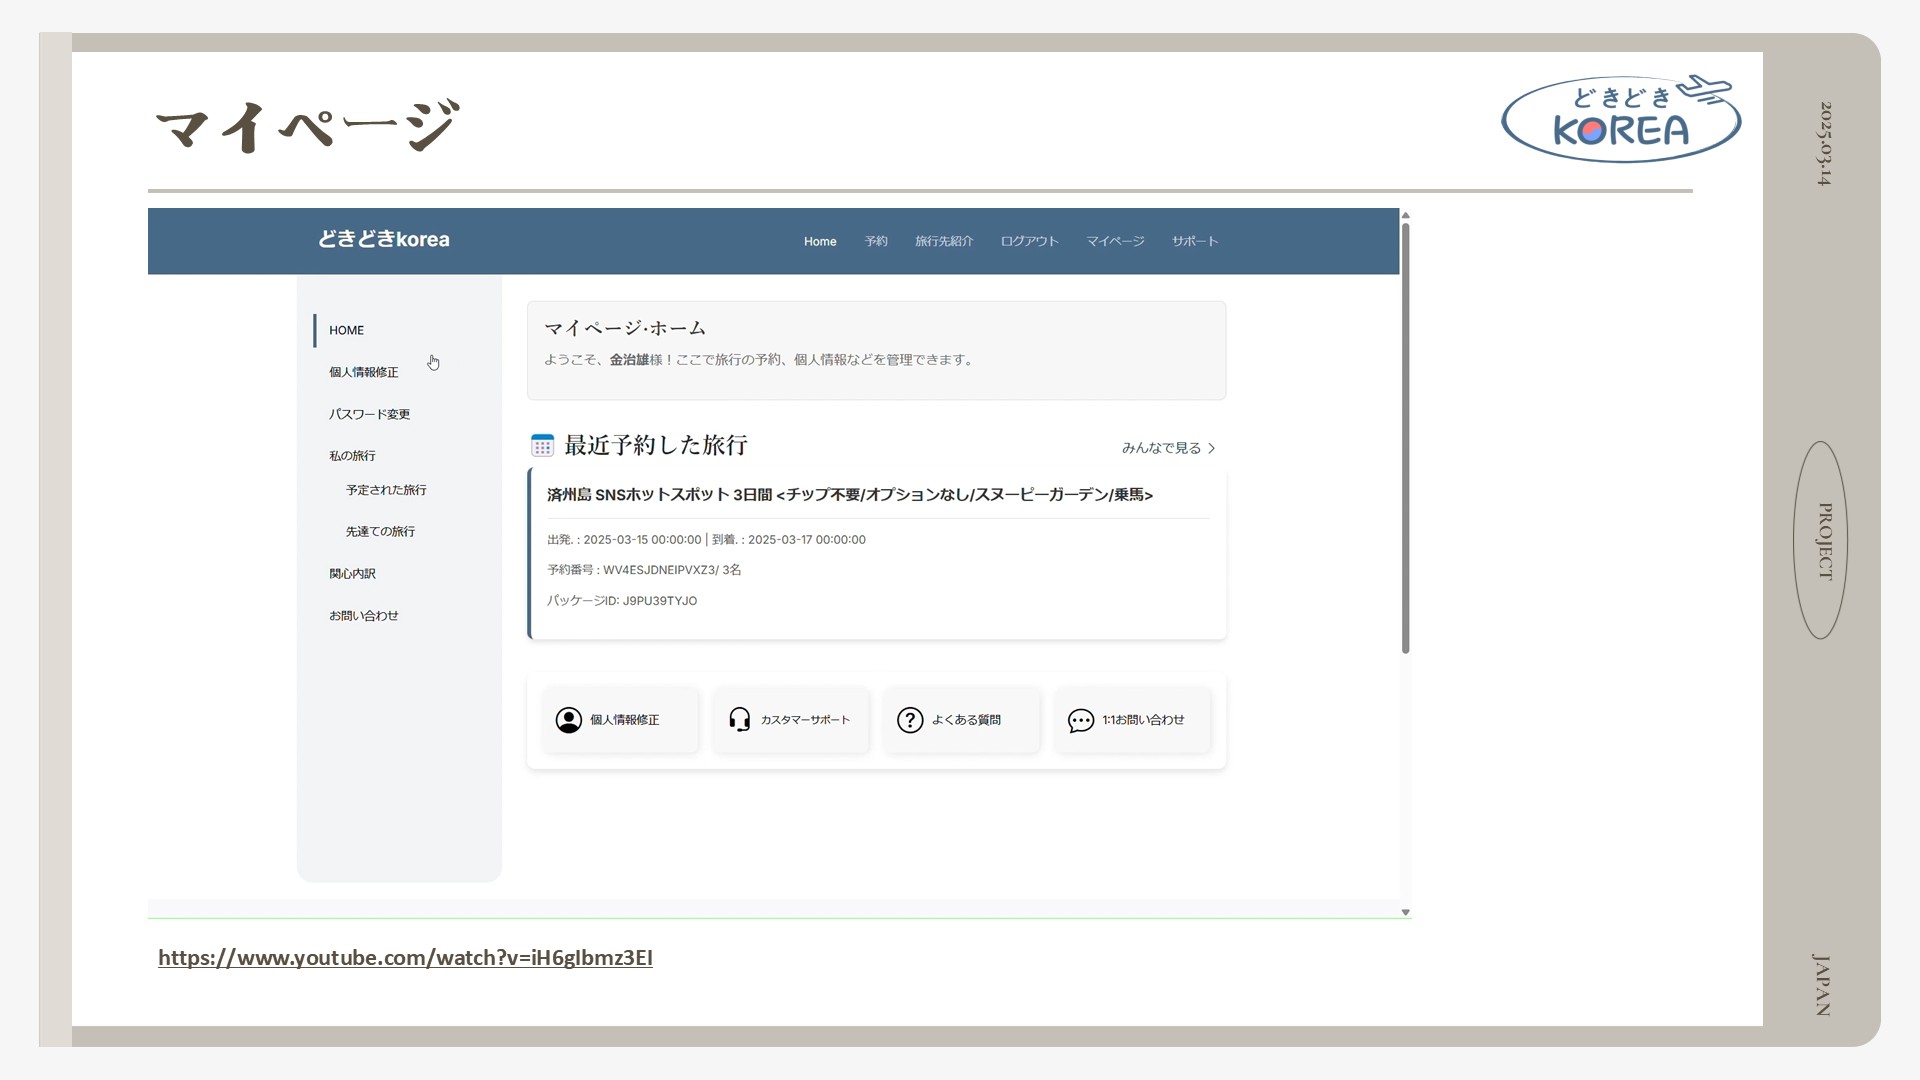 マイページ
どきどき
KOREA
2025.03.14
どきどきkorea
Home 予約 旅行先紹介 ログアウト マイページ サポート
HOME
個人情報修正
パスワード変更
私の旅行
予定された旅行
先達ての旅行
関心内訳
お問い合わせ
マイページ·ホーム
ようこそ、金治雄様！ここで旅行の予約、個人情報などを管理できます。
最近予約した旅行
みんなで見る >
済州島 SNSホットスポット 3日間 <チップ不要/オプションなし/スヌーピーガーデン/乗馬>
出発. : 2025-03-15 00:00:00 | 到着. : 2025-03-17 00:00:00
予約番号 : WV4ESJDNEIPVXZ3/ 3名
パッケージID: J9PU39TYJO
個人情報修正
カスタマーサポート
よくある質問
1:1お問い合わせ
https://www.youtube.com/watch?v=iH6gIbmz3EI
PROJECT
JAPAN